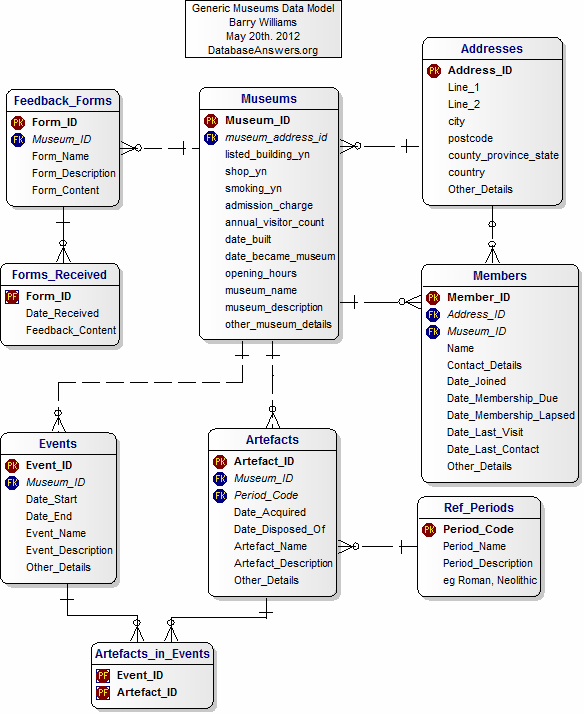 Generic Museums Data Model
Barry Williams
May 20th. 2012
DatabaseAnswers.org
Addresses
PK Address_ID
Line_1
Line_2
city
postcode
county_province_state
country
Other_Details
Feedback_Forms
PK Form_ID
FK Museum_ID
Form_Name
Form_Description
Form_Content
Museums
PK Museum_ID
FK museum_address_id
listed_building_yn
shop_yn
smoking_yn
admission_charge
annual_visitor_count
date_built
date_became_museum
opening_hours
museum_name
museum_description
other_museum_details
Forms_Received
PF Form_ID
Date_Received
Feedback_Content
Members
PK Member_ID
FK Address_ID
FK Museum_ID
Name
Contact_Details
Date_Joined
Date_Membership_Due
Date_Membership_Lapsed
Date_Last_Visit
Date_Last_Contact
Other_Details
Events
PK Event_ID
FK Museum_ID
Date_Start
Date_End
Event_Name
Event_Description
Other_Details
Artefacts
PK Artefact_ID
FK Museum_ID
FK Period_Code
Date_Acquired
Date_Disposed_Of
Artefact_Name
Artefact_Description
Other_Details
Ref_Periods
PK Period_Code
Period_Name
Period_Description
eg Roman, Neolithic
Artefacts_in_Events
PF Event_ID
PF Artefact_ID